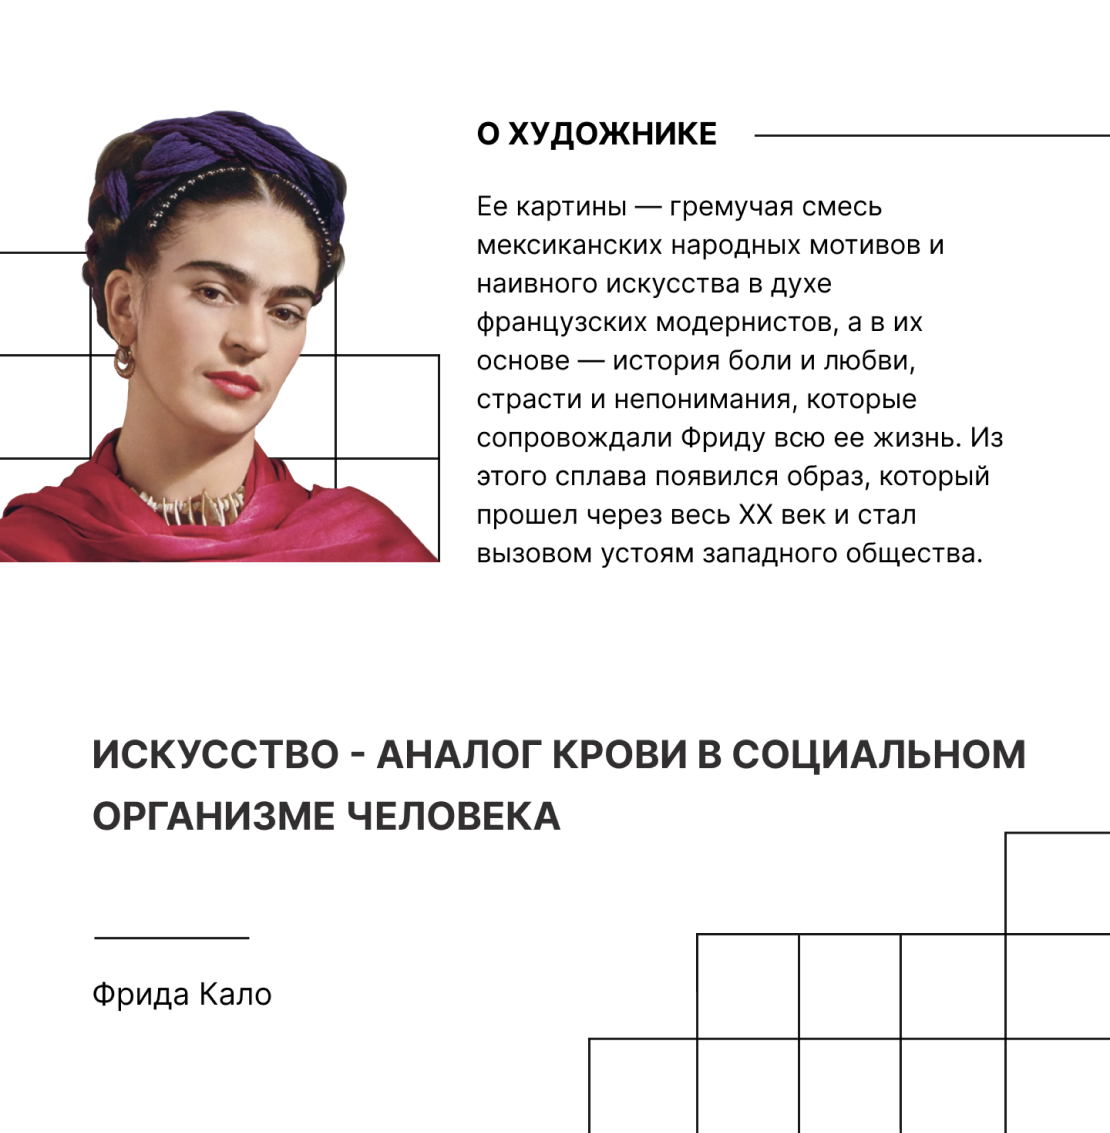 О ХУДОЖНИКЕ
Ее картины — гремучая смесь
мексиканских народных мотивов и
наивного искусства в духе
французских модернистов, а в их
основе — история боли и любви,
страсти и непонимания, которые
сопровождали Фриду всю ее жизнь. Из
этого сплава появился образ, который
прошел через весь XX век и стал
вызовом устоям западного общества.
ИСКУССТВО - АНАЛОГ КРОВИ В СОЦИАЛЬНОМ
ОРГАНИЗМЕ ЧЕЛОВЕКА
Фрида Кало